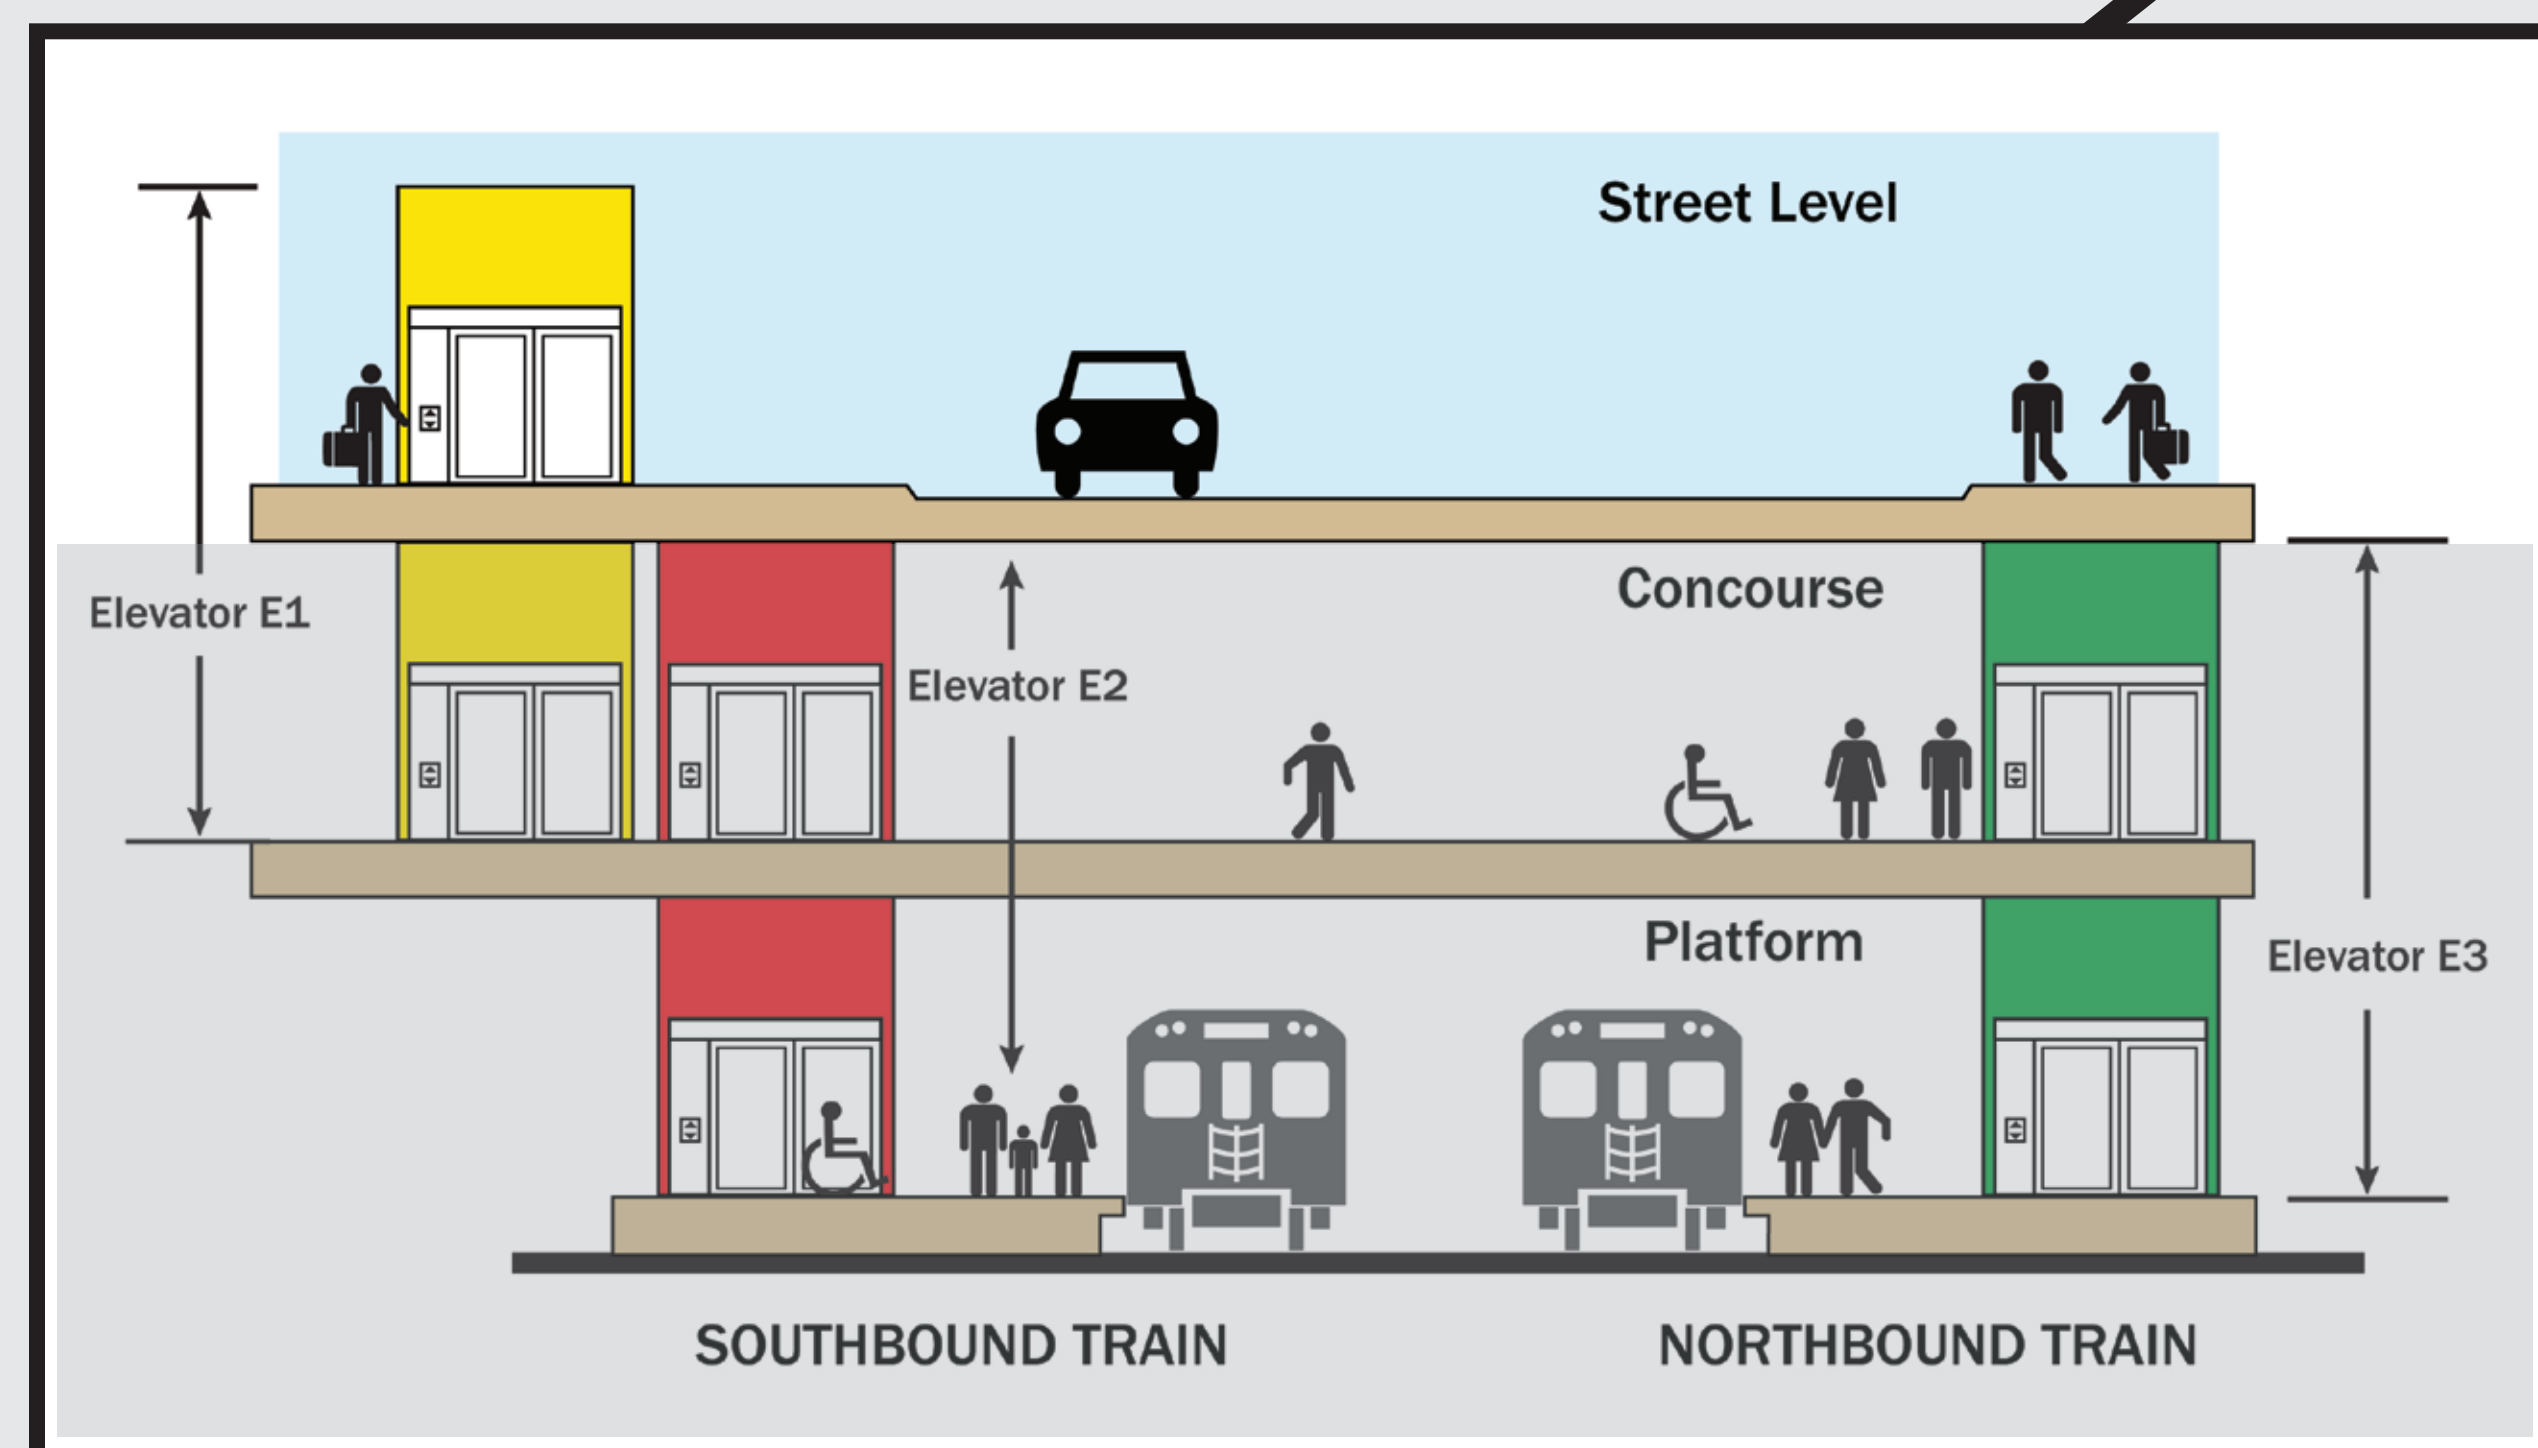 Street Level
Concourse
Elevator E1
Elevator E2
Platform
Elevator E3
SOUTHBOUND TRAIN
NORTHBOUND TRAIN